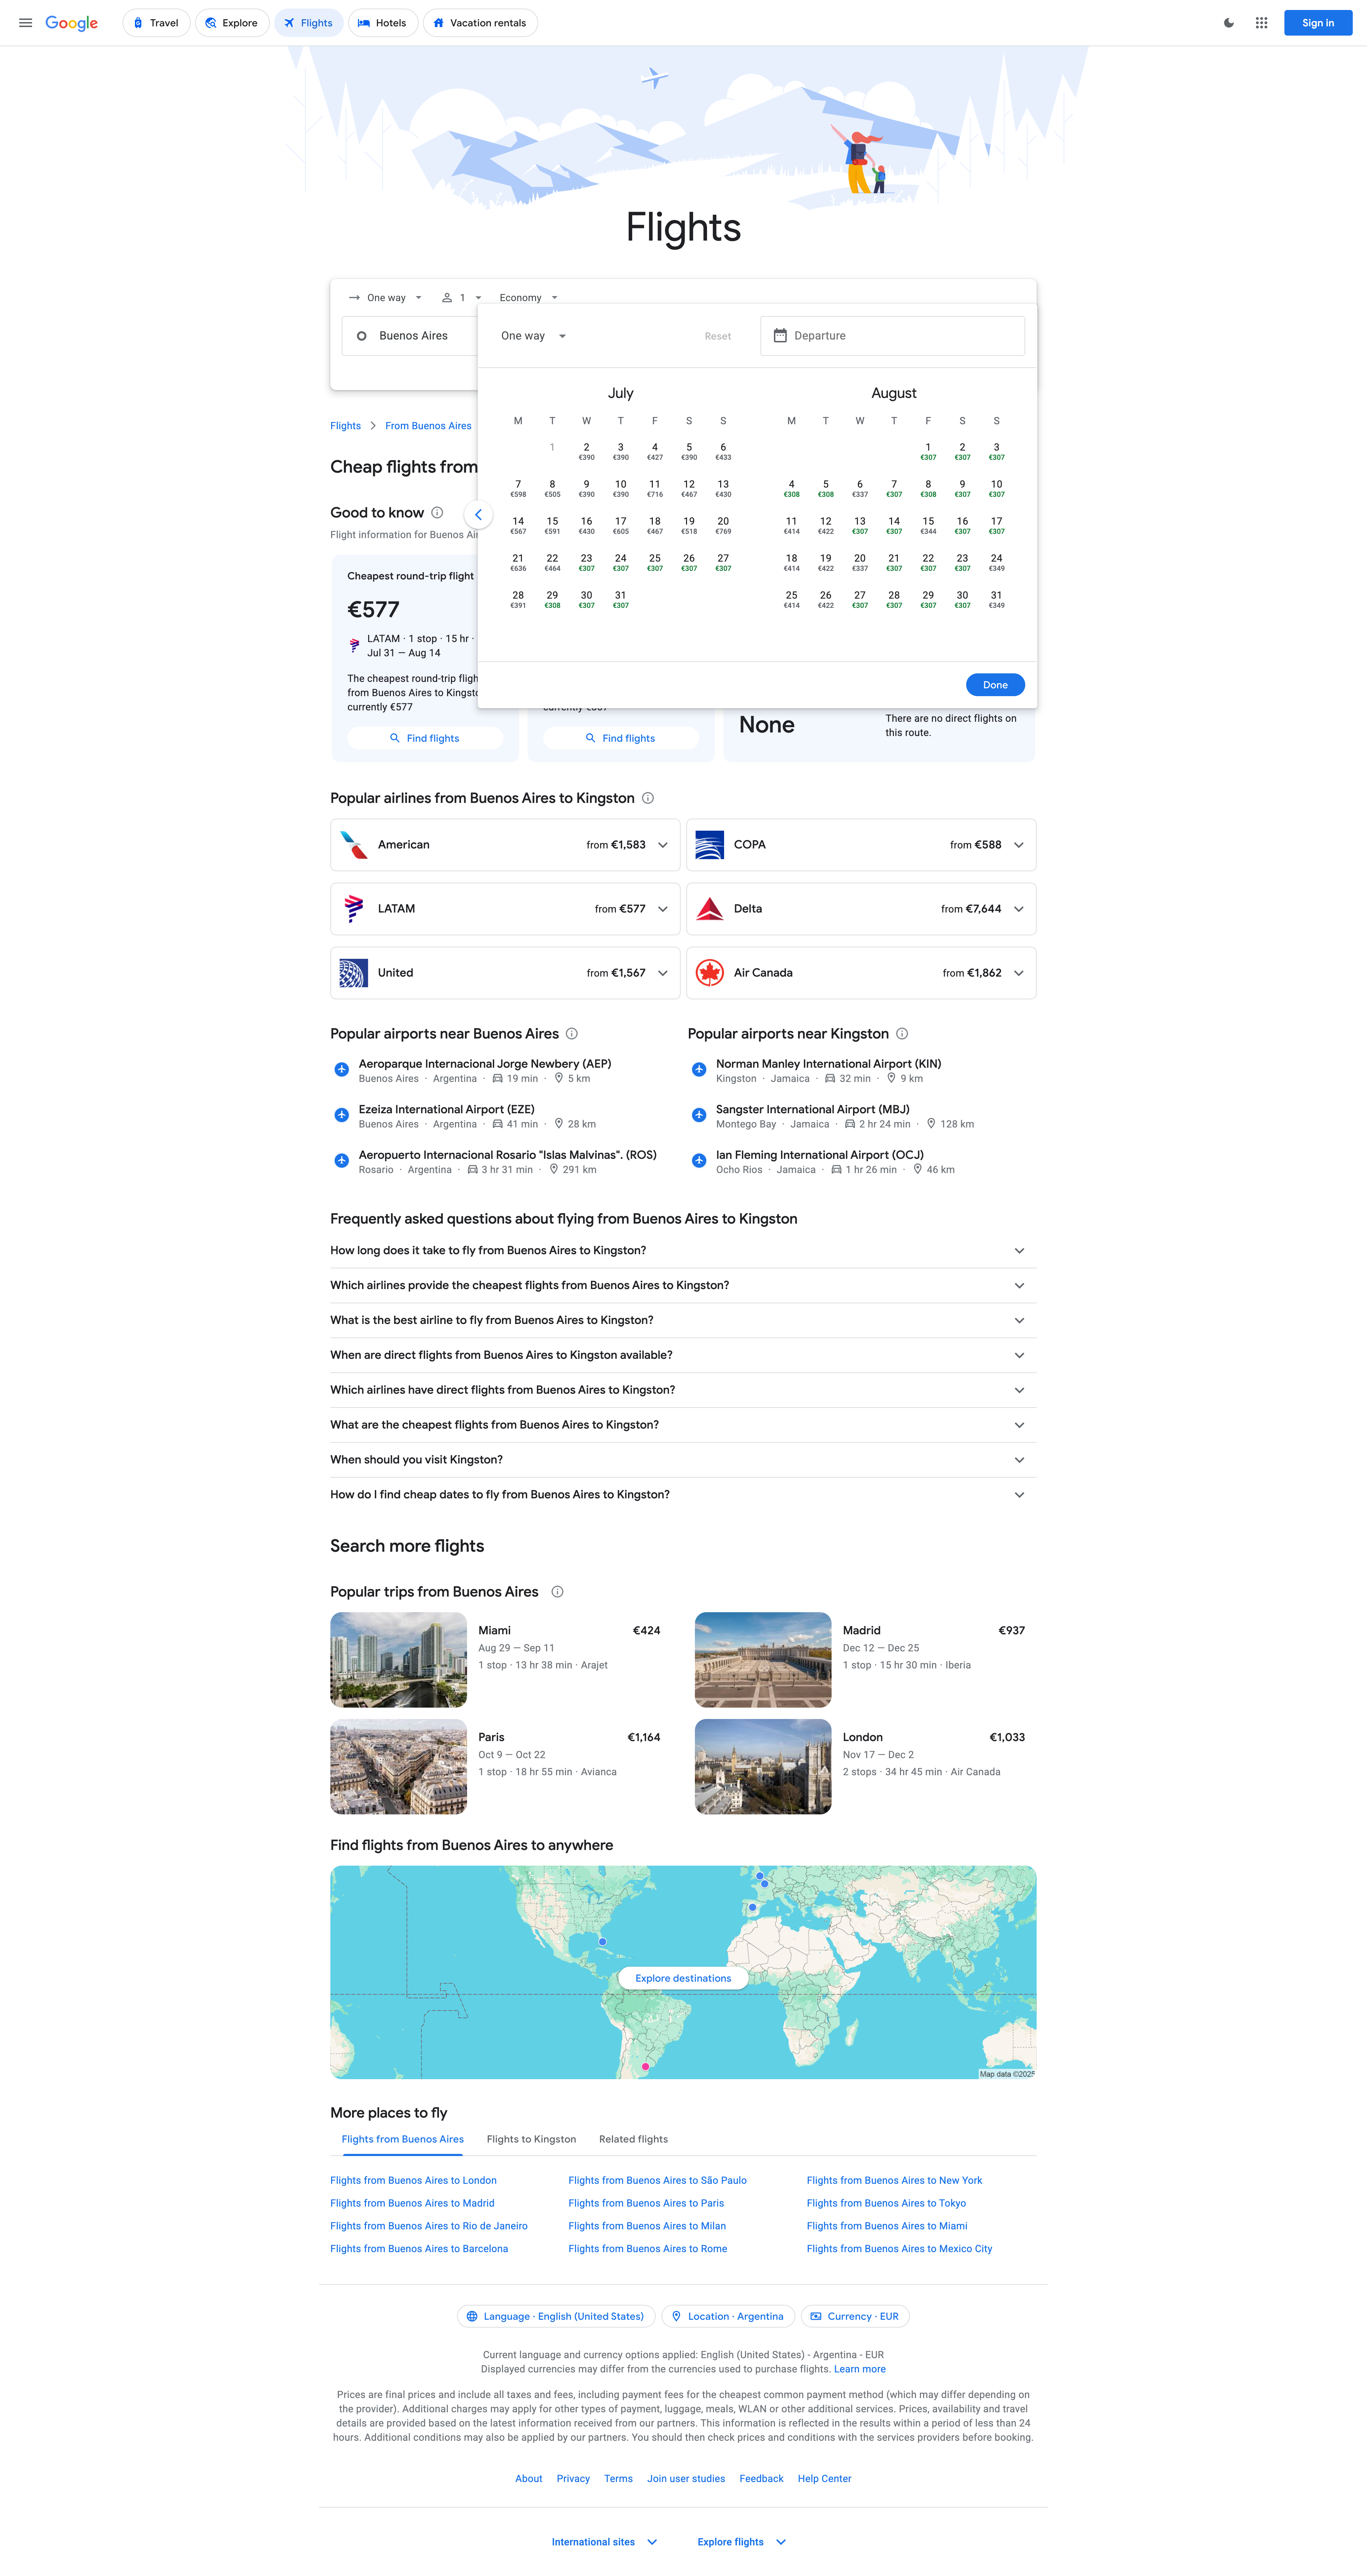 Google
Travel
Explore
Flights
Hotels
Vacation rentals
Sign in
Flights
One way
1
Economy
Buenos Aires
One way
Reset
Departure
July
M T W T F S S
1 2 3 4 5 6
€390 €390 €427 €390 €433
7 8 9 10 11 12 13
€598 €505 €390 €390 €716 €467 €430
14 15 16 17 18 19 20
€567 €591 €430 €605 €467 €518 €769
21 22 23 24 25 26 27
€636 €464 €307 €307 €307 €307 €307
28 29 30 31
€391 €308 €307 €307
August
M T W T F S S
1 2 3
€307 €307 €307
4 5 6 7 8 9 10
€308 €308 €337 €307 €308 €307 €307
11 12 13 14 15 16 17
€414 €422 €307 €307 €344 €307 €307
18 19 20 21 22 23 24
€414 €422 €337 €307 €307 €307 €349
25 26 27 28 29 30 31
€414 €422 €307 €307 €307 €307 €349
Done
Flights
From Buenos Aires
Cheap flights from
Good to know
Flight information for Buenos
Cheapest round-trip flight
€577
LATAM · 1 stop · 15 hr ·
Jul 31 — Aug 14
The cheapest round-trip
from Buenos Aires to
currently €577
Find flights
Find flights
None
There are no direct flights on
this route.
Popular airlines from Buenos Aires to Kingston
American
from €1,583
COPA
from €588
LATAM
from €577
Delta
from €7,644
United
from €1,567
Air Canada
from €1,862
Popular airports near Buenos Aires
Aeroparque Internacional Jorge Newbery (AEP)
Buenos Aires · Argentina · 19 min · 5 km
Ezeiza International Airport (EZE)
Buenos Aires · Argentina · 41 min · 28 km
Aeropuerto Internacional Rosario "Islas Malvinas". (ROS)
Rosario · Argentina · 3 hr 31 min · 291 km
Popular airports near Kingston
Norman Manley International Airport (KIN)
Kingston · Jamaica · 32 min · 9 km
Sangster International Airport (MBJ)
Montego Bay · Jamaica · 2 hr 24 min · 128 km
Ian Fleming International Airport (OCJ)
Ocho Rios · Jamaica · 1 hr 26 min · 46 km
Frequently asked questions about flying from Buenos Aires to Kingston
How long does it take to fly from Buenos Aires to Kingston?
Which airlines provide the cheapest flights from Buenos Aires to Kingston?
What is the best airline to fly from Buenos Aires to Kingston?
When are direct flights from Buenos Aires to Kingston available?
Which airlines have direct flights from Buenos Aires to Kingston?
What are the cheapest flights from Buenos Aires to Kingston?
When should you visit Kingston?
How do I find cheap dates to fly from Buenos Aires to Kingston?
Search more flights
Popular trips from Buenos Aires
Miami
€424
Aug 29 — Sep 11
1 stop · 13 hr 38 min · Arajet
Madrid
€937
Dec 12 — Dec 25
1 stop · 15 hr 30 min · Iberia
Paris
€1,164
Oct 9 — Oct 22
1 stop · 18 hr 55 min · Avianca
London
€1,033
Nov 17 — Dec 2
2 stops · 34 hr 45 min · Air Canada
Find flights from Buenos Aires to anywhere
Explore destinations
Map data ©2025
More places to fly
Flights from Buenos Aires
Flights to Kingston
Related flights
Flights from Buenos Aires to London
Flights from Buenos Aires to São Paulo
Flights from Buenos Aires to New York
Flights from Buenos Aires to Madrid
Flights from Buenos Aires to Paris
Flights from Buenos Aires to Tokyo
Flights from Buenos Aires to Rio de Janeiro
Flights from Buenos Aires to Milan
Flights from Buenos Aires to Miami
Flights from Buenos Aires to Barcelona
Flights from Buenos Aires to Rome
Flights from Buenos Aires to Mexico City
Language · English (United States)
Location · Argentina
Currency · EUR
Current language and currency options applied: English (United States) - Argentina - EUR
Displayed currencies may differ from the currencies used to purchase flights. Learn more
Prices are final prices and include all taxes and fees, including payment fees for the cheapest common payment method (which may differ depending on
the provider). Additional charges may apply for other types of payment, luggage, meals, WLAN or other additional services. Prices, availability and travel
details are provided based on the latest information received from our partners. This information is reflected in the results within a period of less than 24
hours. Additional conditions may also be applied by our partners. You should then check prices and conditions with the services providers before booking.
About
Privacy
Terms
Join user studies
Feedback
Help Center
International sites
Explore flights